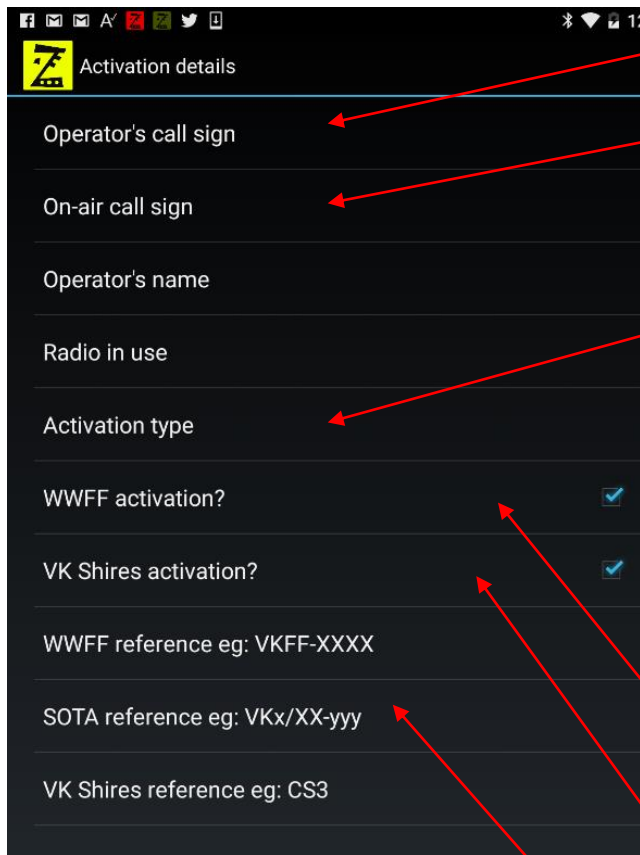 12
Activation details
Operator's call sign
On-air call sign
Operator's name
Radio in use
Activation type
WWFF activation?
VK Shires activation?
WWFF reference eg: VKFF-XXXX
SOTA reference eg: VKx/XX-yyy
VK Shires reference eg: CS3